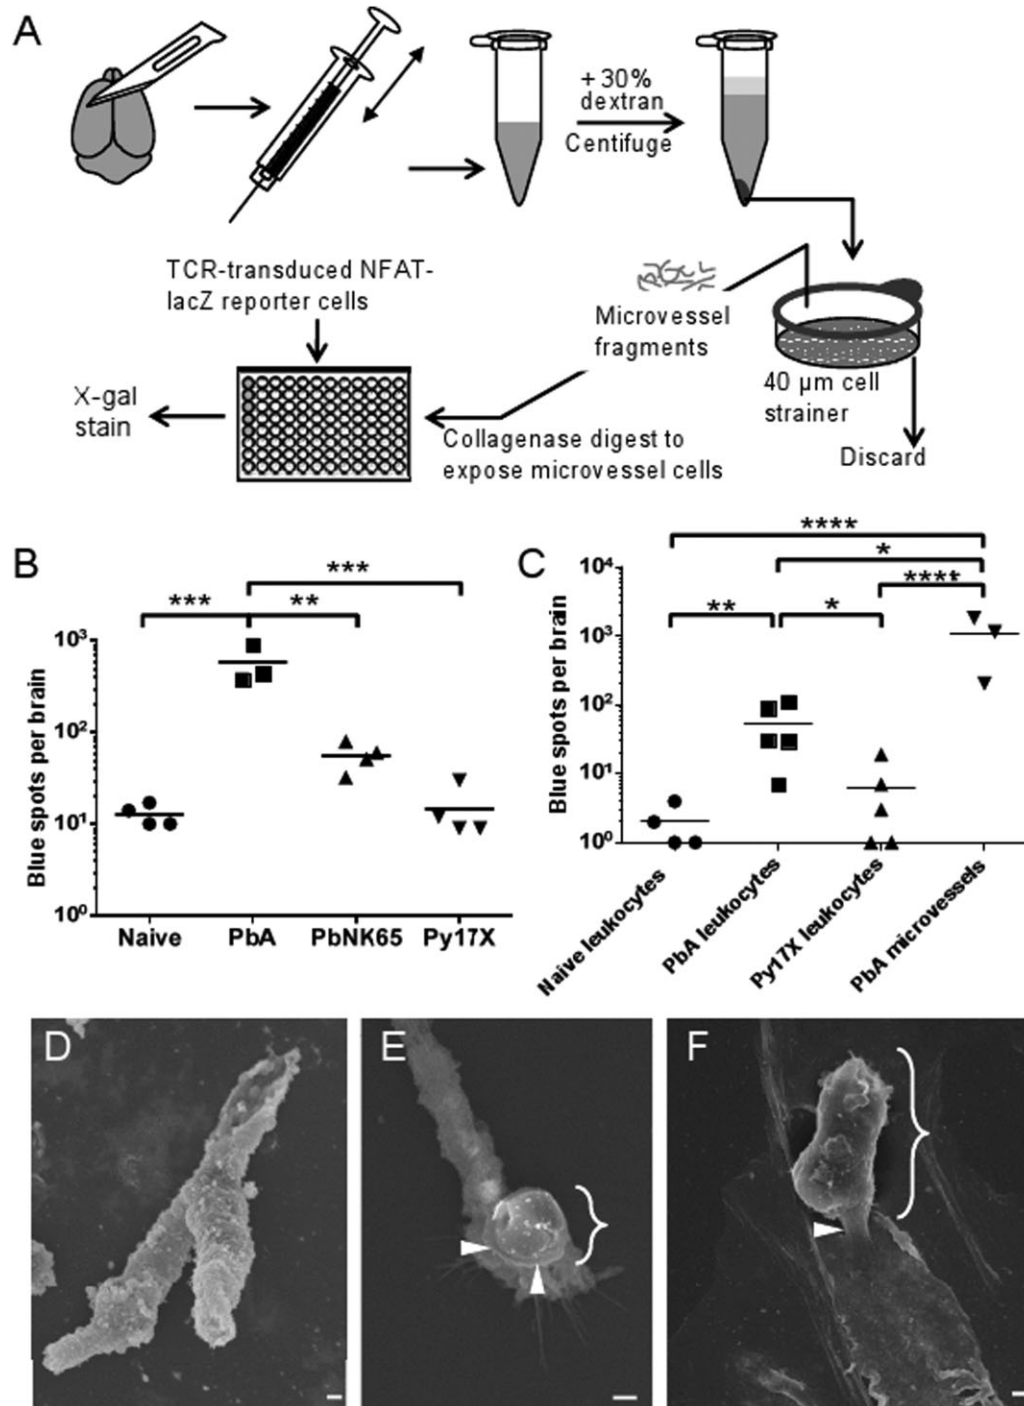 A
+30%
dextran
Centifuge
TCR-transduced NFAT-
lacZ reporter cells
Microvessel
fragments
40 µm cell
strainer
X-gal
stain
Collagenase digest to
expose microvessel cells
Discard
B
***
***
**
Blue spots per brain
10³
10²
10¹
10⁰
Naive
PbA
PbNK65
Py17X
C
****
*
****
**
*
Blue spots per brain
10⁴
10³
10²
10¹
10⁰
Naive leukocytes
PbA leukocytes
Py17X leukocytes
PbA microvessels
D
E
F